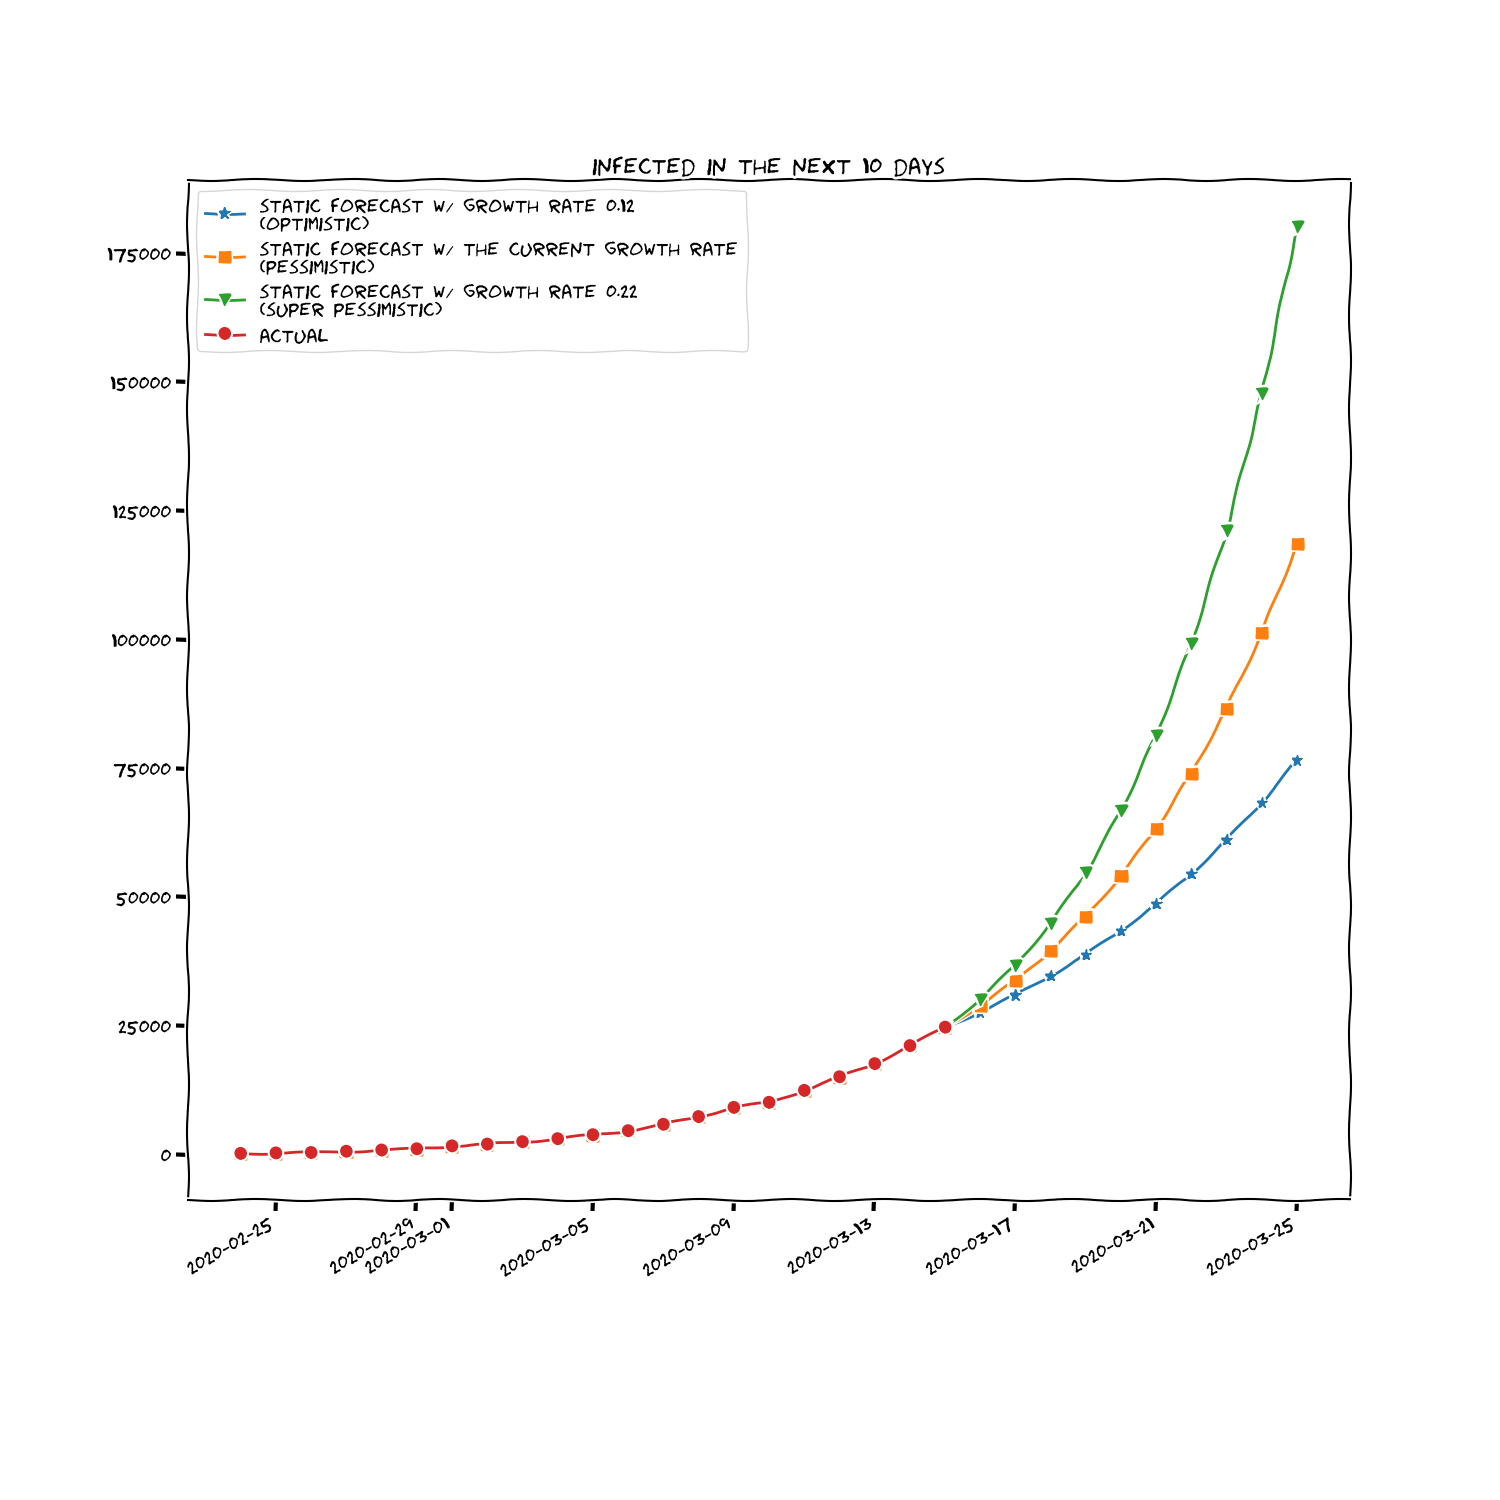 INFECTED IN THE NEXT 10 DAYS
STATIC FORECAST W/ GROWTH RATE 0.12
(OPTIMISTIC)
STATIC FORECAST W/ THE CURRENT GROWTH RATE
(PESSIMISTIC)
STATIC FORECAST W/ GROWTH RATE 0.22
(SUPER PESSIMISTIC)
ACTUAL
175000
150000
125000
100000
75000
50000
25000
0
2020-02-25
2020-02-29
2020-03-01
2020-03-05
2020-03-09
2020-03-13
2020-03-17
2020-03-21
2020-03-25